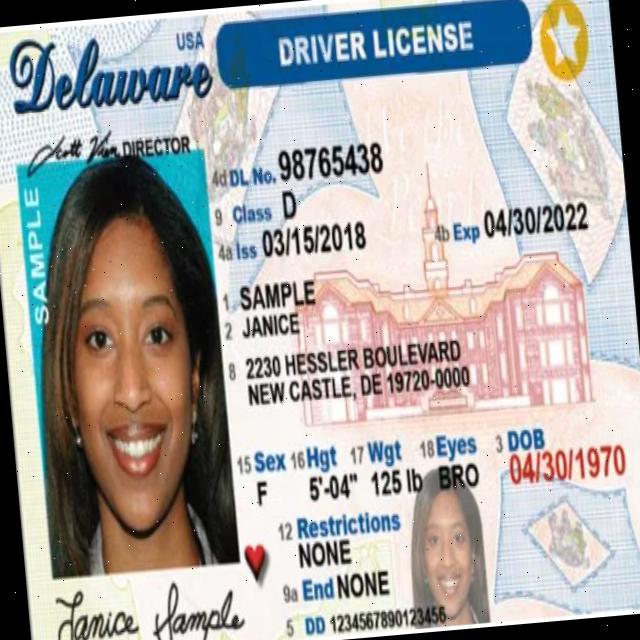 Delaware USA DRIVER LICENSE
DIRECTOR
SAMPLE
4d DL No. 98765438
9 Class D
4a Iss 03/15/2018 4b Exp 04/30/2022
1 SAMPLE
2 JANICE
8 2230 HESSLER BOULEVARD
NEW CASTLE, DE 19720-0000
15 Sex 16 Hgt 17 Wgt 18 Eyes 3 DOB
F 5'-04" 125 lb BRO 04/30/1970
12 Restrictions
NONE
9a End NONE
5 DD 1234567890123456
Janice Sample